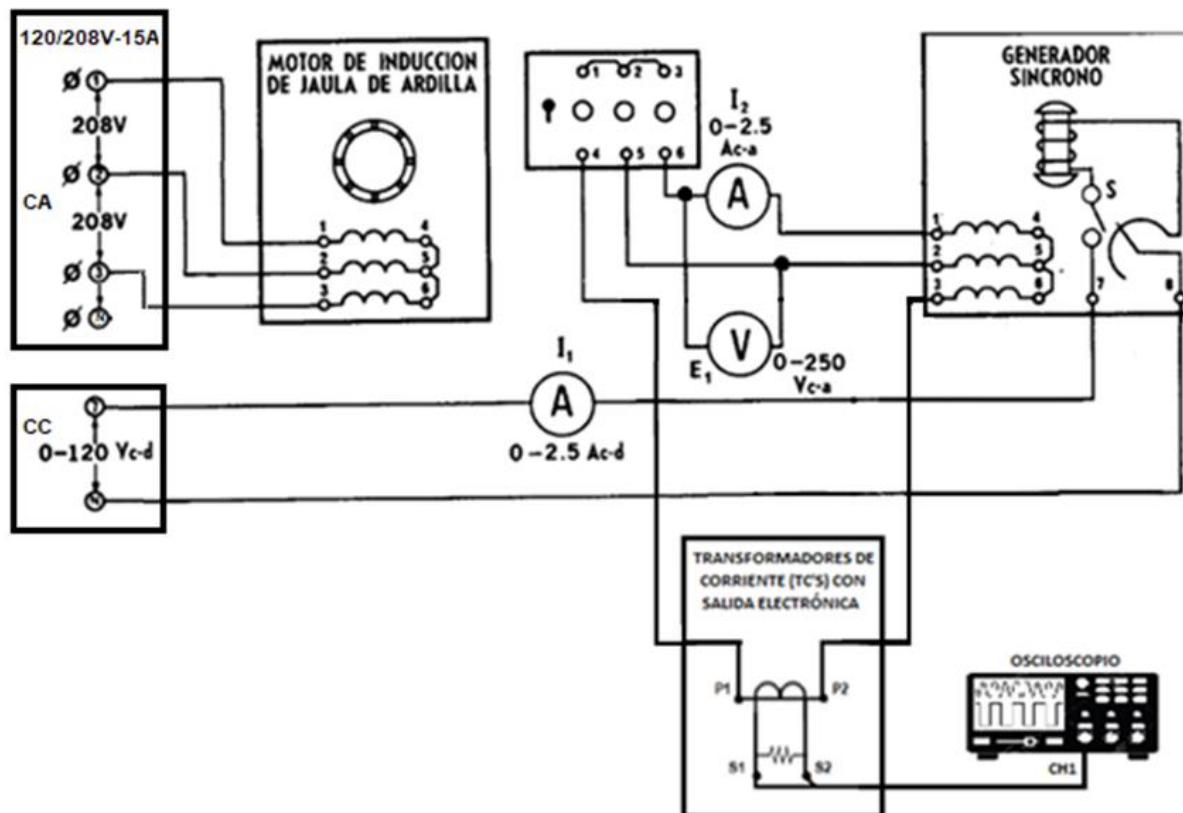 120/208V-15A
Ø 1
208V
Ø 2
CA
208V
Ø 3
Ø N
MOTOR DE INDUCCION
DE JAULA DE ARDILLA
1 4
2 5
3 6
1 2 3
4 5 6
I₂
0-2.5
Ac-a
A
E₁
V
0-250
Vc-a
GENERADOR
SINCRONO
S
1 4
2 5
3 6
7 8
CC
7
0-120 Vc-d
N
I₁
A
0-2.5 Ac-d
TRANSFORMADORES DE
CORRIENTE (TC'S) CON
SALIDA ELECTRÓNICA
P1 P2
S1 S2
OSCILOSCOPIO
CH1